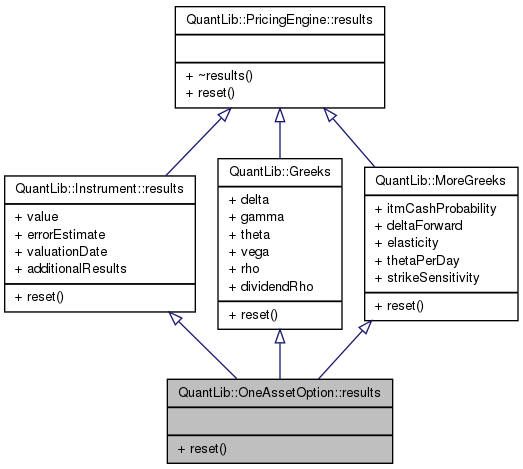 QuantLib::PricingEngine::results
+ ~results()
+ reset()
QuantLib::Instrument::results
+ value
+ errorEstimate
+ valuationDate
+ additionalResults
+ reset()
QuantLib::Greeks
+ delta
+ gamma
+ theta
+ vega
+ rho
+ dividendRho
+ reset()
QuantLib::MoreGreeks
+ itmCashProbability
+ deltaForward
+ elasticity
+ thetaPerDay
+ strikeSensitivity
+ reset()
QuantLib::OneAssetOption::results
+ reset()